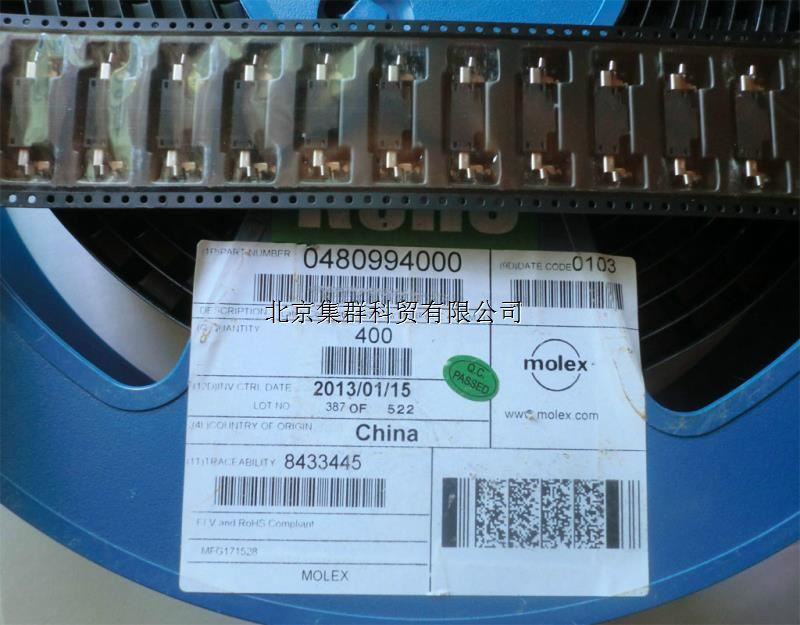 RoHS
(1P)PART NUMBER 0480994000
(9D)DATE CODE 0103
DESCRIPTION
北京集群科贸有限公司
(Q)QUANTITY
400
molex
Q.C.
PASSED
(12D)INV CTRL DATE 2013/01/15
LOT NO 387 OF 522
www.molex.com
(4L)COUNTRY OF ORIGIN China
(1T)TRACEABILITY 8433445
ELV and RoHS Compliant
MFG171528
MOLEX